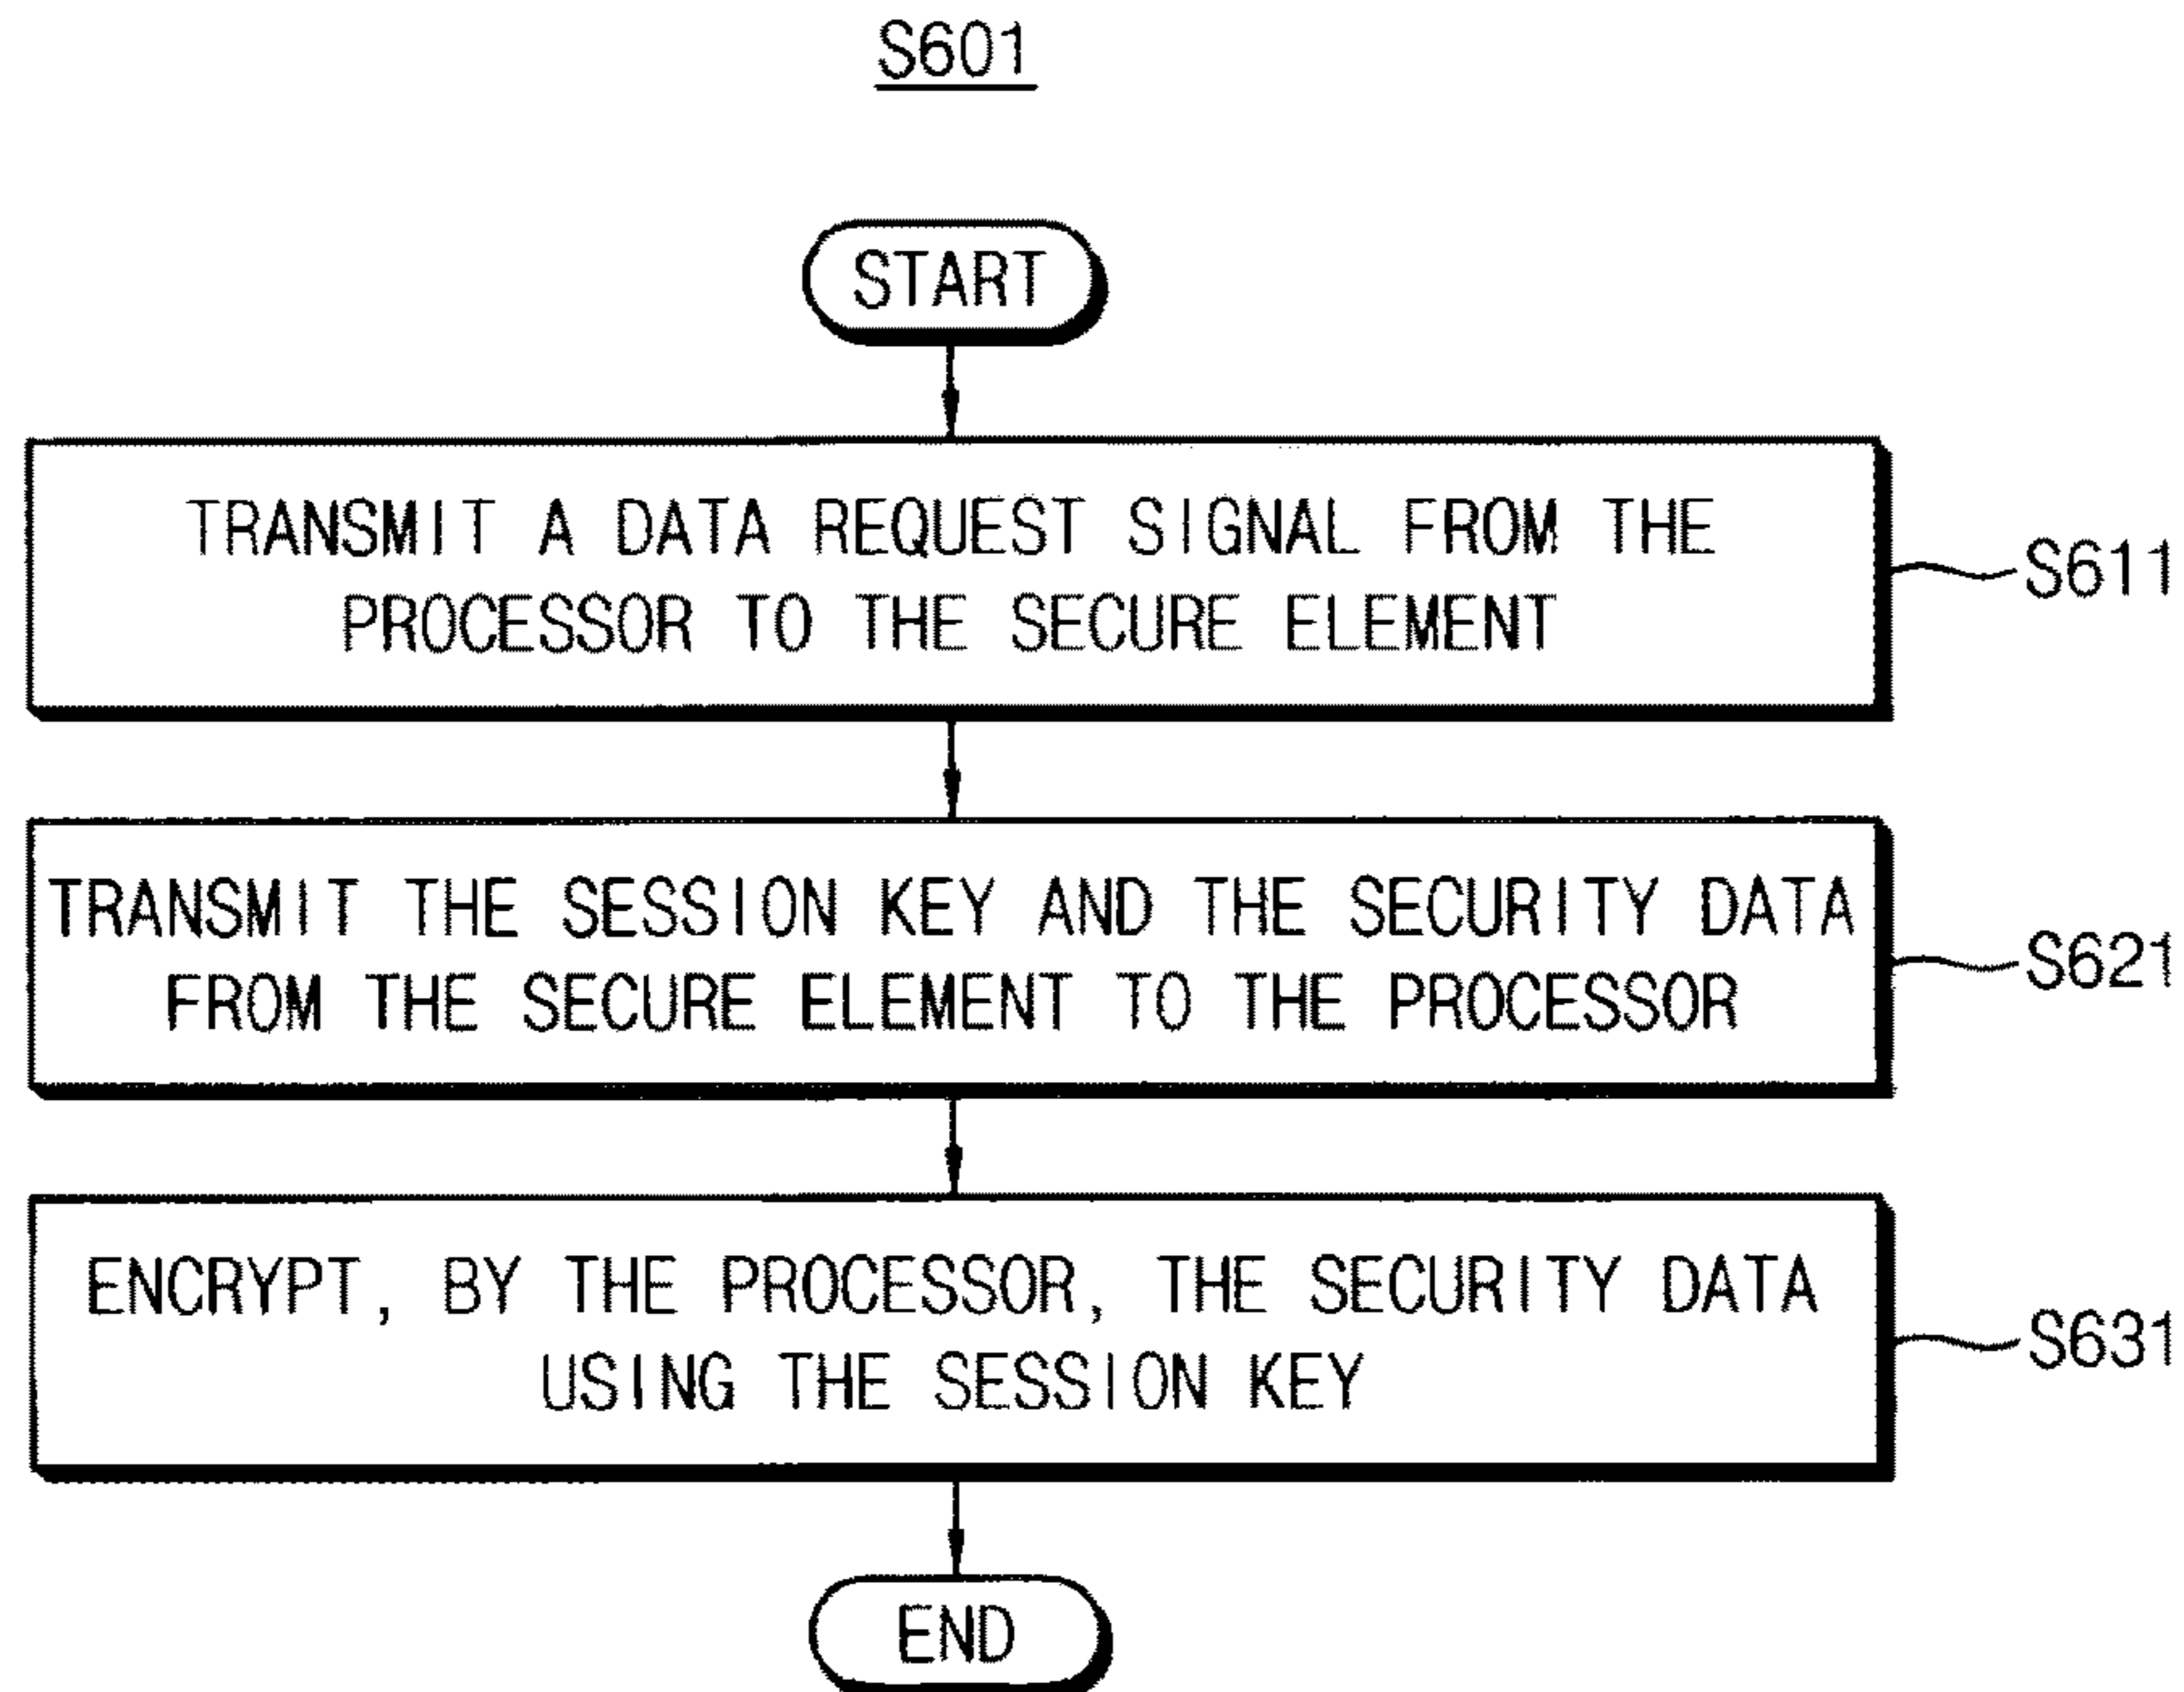 S601
START
TRANSMIT A DATA REQUEST SIGNAL FROM THE
PROCESSOR TO THE SECURE ELEMENT
S611
TRANSMIT THE SESSION KEY AND THE SECURITY DATA
FROM THE SECURE ELEMENT TO THE PROCESSOR
S621
ENCRYPT, BY THE PROCESSOR, THE SECURITY DATA
USING THE SESSION KEY
S631
END